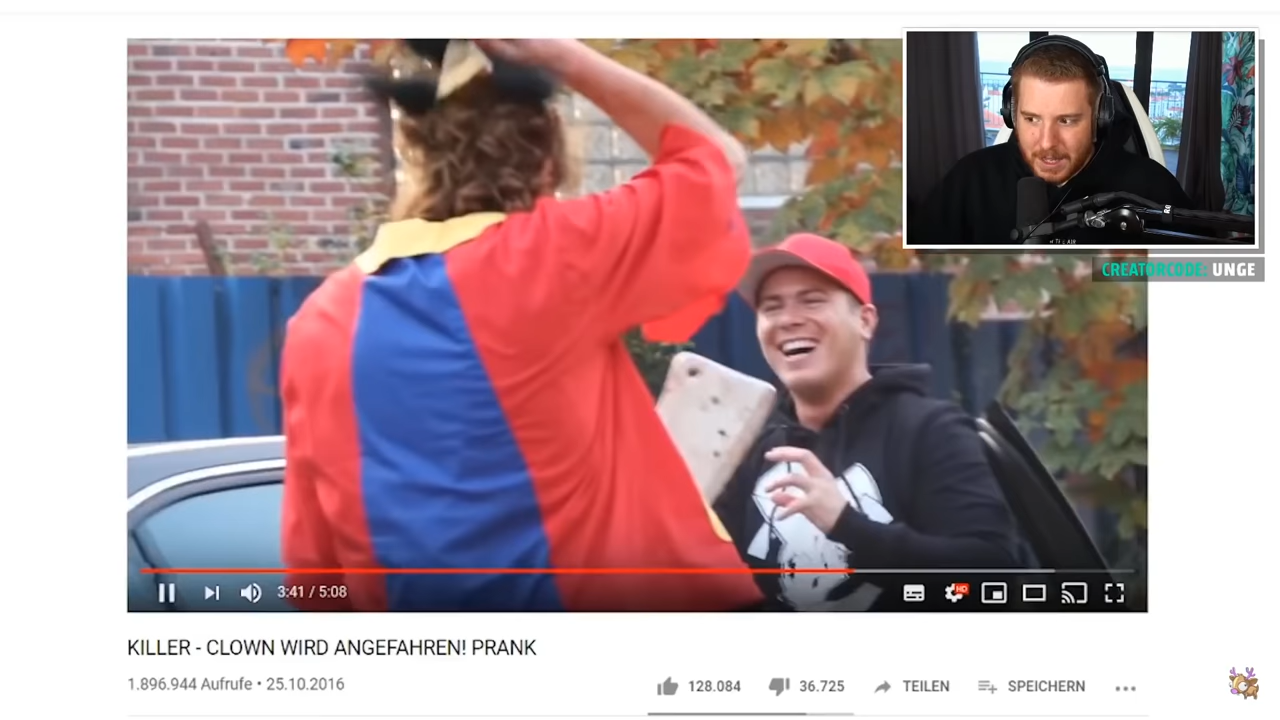 CREATORCODE: UNGE
3:41 / 5:08
HD
KILLER - CLOWN WIRD ANGEFAHREN! PRANK
1.896.944 Aufrufe • 25.10.2016
128.084
36.725
TEILEN
SPEICHERN